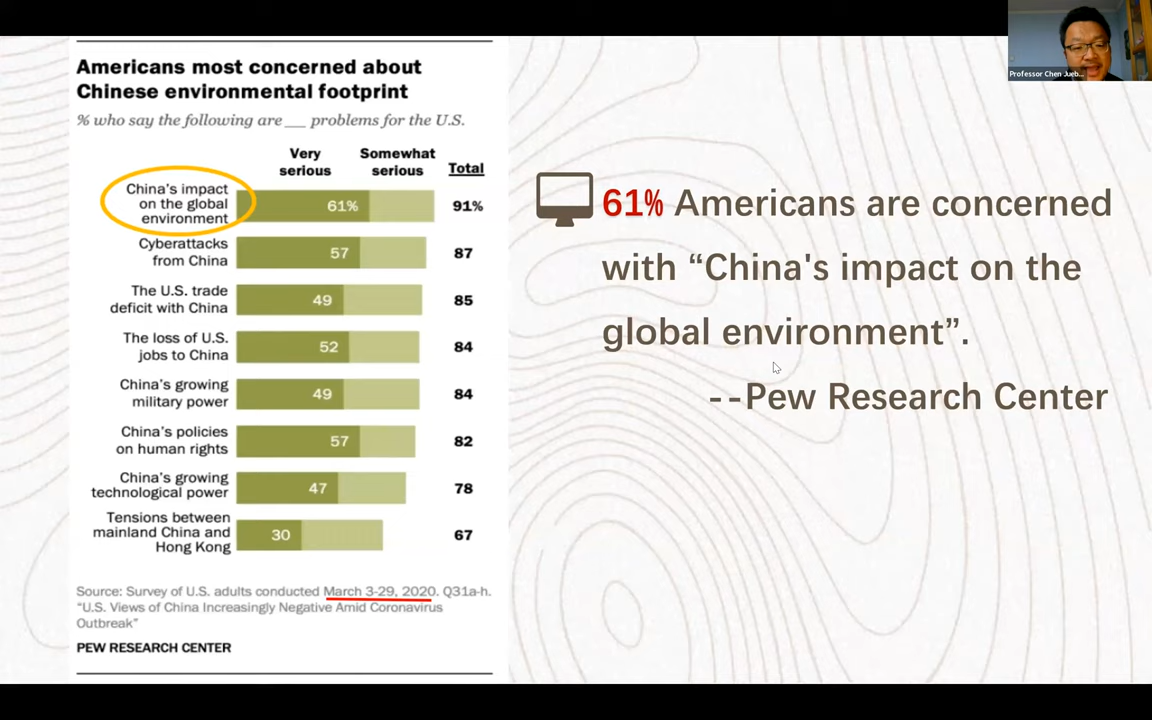 Professor Chen Jueb...
Americans most concerned about
Chinese environmental footprint
% who say the following are __ problems for the U.S.
Very serious Somewhat serious Total
China's impact on the global environment 61% 91%
Cyberattacks from China 57 87
The U.S. trade deficit with China 49 85
The loss of U.S. jobs to China 52 84
China's growing military power 49 84
China's policies on human rights 57 82
China's growing technological power 47 78
Tensions between mainland China and Hong Kong 30 67
Source: Survey of U.S. adults conducted March 3-29, 2020. Q31a-h.
“U.S. Views of China Increasingly Negative Amid Coronavirus
Outbreak”
PEW RESEARCH CENTER
61% Americans are concerned
with “China's impact on the
global environment”.
--Pew Research Center